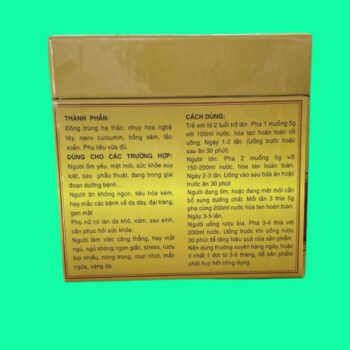 THÀNH PHẦN:
Đông trùng hạ thảo, nhụy hoa nghệ
tây, nano curcumin, hồng sâm, tảo
xoắn. Phụ liệu vừa đủ.
DÙNG CHO CÁC TRƯỜNG HỢP:
Người ốm yếu, mệt mỏi, sức khỏe suy
kiệt, sau phẫu thuật, đang trong giai
đoạn dưỡng bệnh...
Người ăn không ngon, tiêu hóa kém,
hay mắc các bệnh về dạ dày, đại tràng,
gan mật
Phụ nữ có làn da khô, nám, sau sinh,
cần phục hồi sức khỏe.
Người làm việc căng thẳng, hay mất
ngủ, ngủ không ngon giấc, stress, rượu
bia nhiều, nóng trong, mụn nhọt, mẩn
ngứa, vàng da.
CÁCH DÙNG:
Trẻ em từ 2 tuổi trở lên. Pha 1 muỗng 5g
với 100ml nước, hòa tan hoàn toàn rồi
uống. Ngày 1-2 lần. (Uống trước hoặc
sau ăn 30 phút)
Người lớn: Pha 2 muỗng 5g với
150-200ml nước, hòa tan hoàn toàn.
Ngày 2-3 lần. Uống vào sau bữa ăn hoặc
trước ăn 30 phút
Người đang ốm, hoặc đang mệt mỏi cần
bổ sung dưỡng chất. Mỗi lần 3 thìa 5g
pha cùng 200ml nước hòa tan hoàn toàn.
Ngày 3-5 lần.
Người uống rượu bia. Pha 3-4 thìa với
200ml nước. Uống trước khi uống rượu
30 phút để tăng hiệu quả của sản phẩm
Nên dùng thường xuyên hàng ngày, hoặc
ít nhất 1 đợt từ 3-6 tháng, để sản phẩm
phát huy hết công dụng.